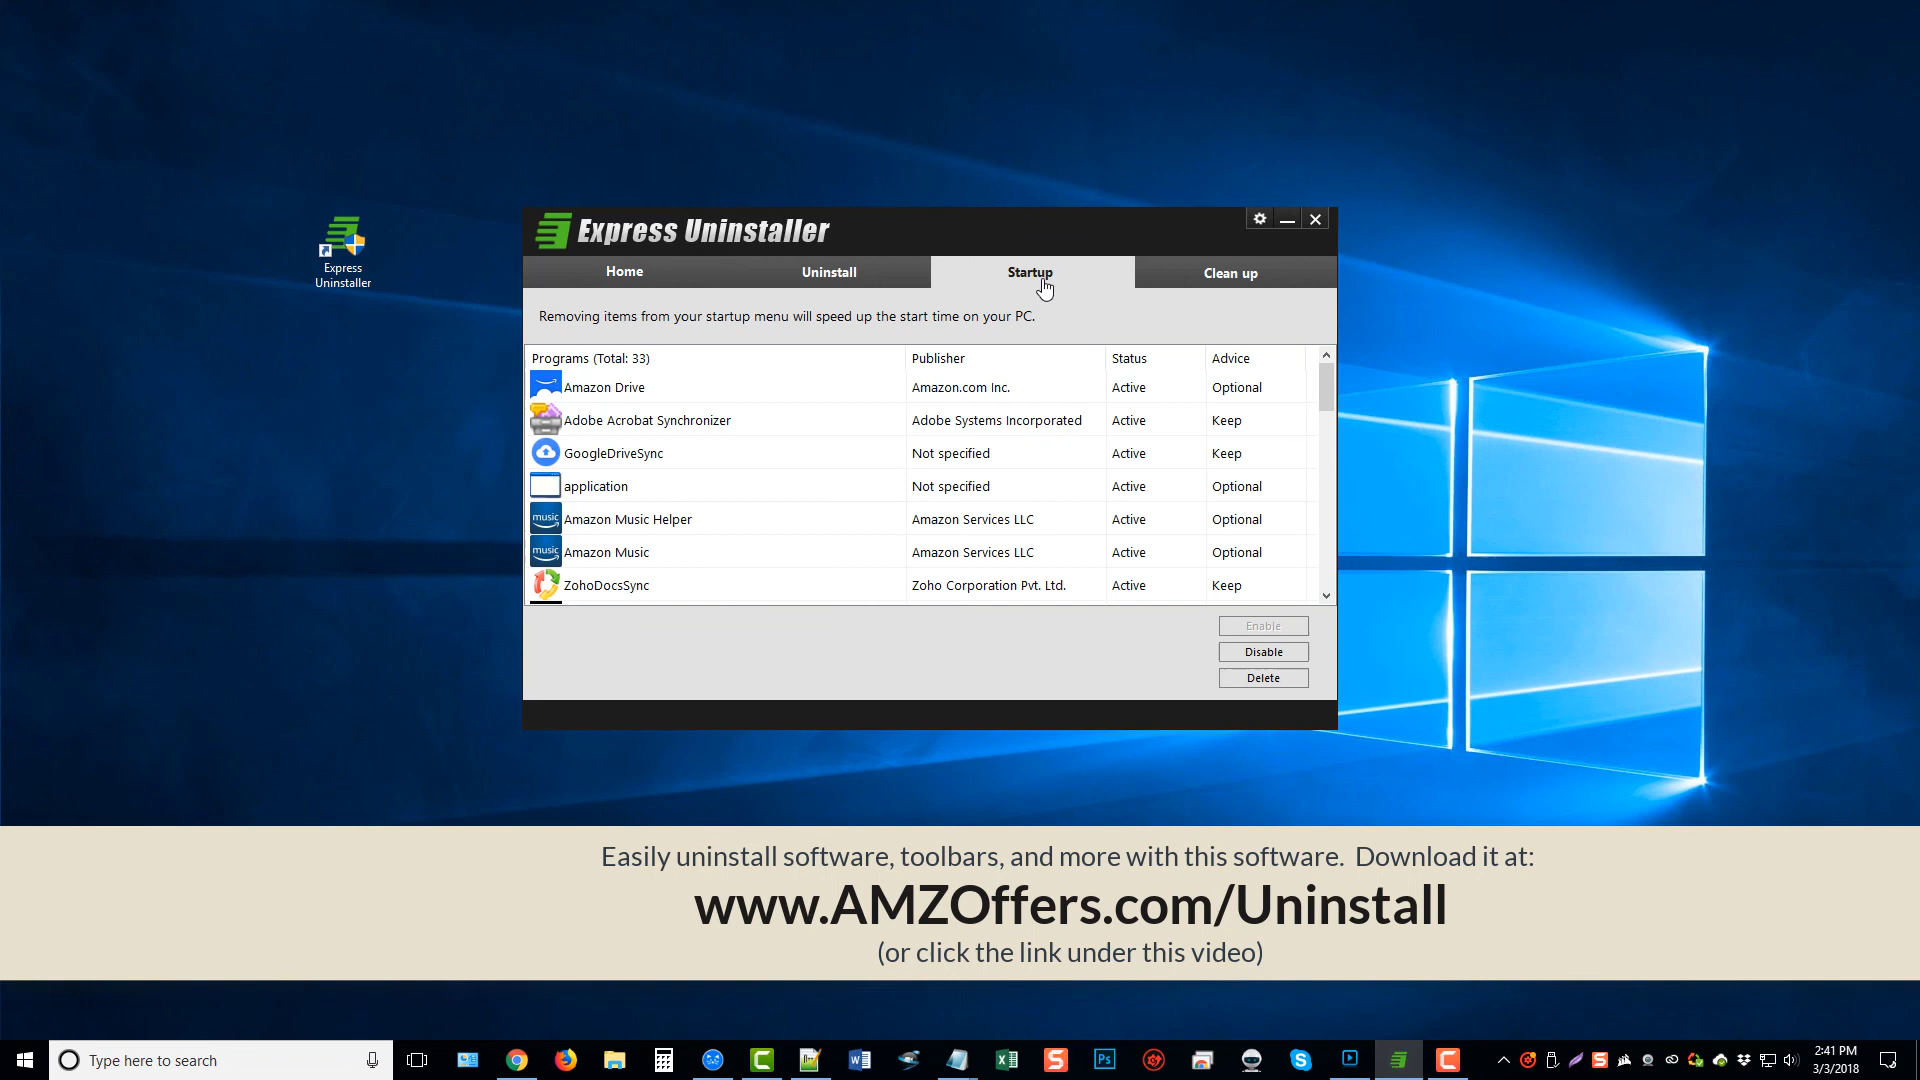 Express Uninstaller
Home Uninstall Startup Clean up
Express
Uninstaller
Removing items from your startup menu will speed up the start time on your PC.
Programs (Total: 33) Publisher Status Advice
Amazon Drive Amazon.com Inc. Active Optional
Adobe Acrobat Synchronizer Adobe Systems Incorporated Active Keep
GoogleDriveSync Not specified Active Keep
application Not specified Active Optional
music Amazon Music Helper Amazon Services LLC Active Optional
music Amazon Music Amazon Services LLC Active Optional
ZohoDocsSync Zoho Corporation Pvt. Ltd. Active Keep
Enable
Disable
Delete
Easily uninstall software, toolbars, and more with this software. Download it at:
www.AMZOffers.com/Uninstall
(or click the link under this video)
Type here to search
Ps
2:41 PM
3/3/2018